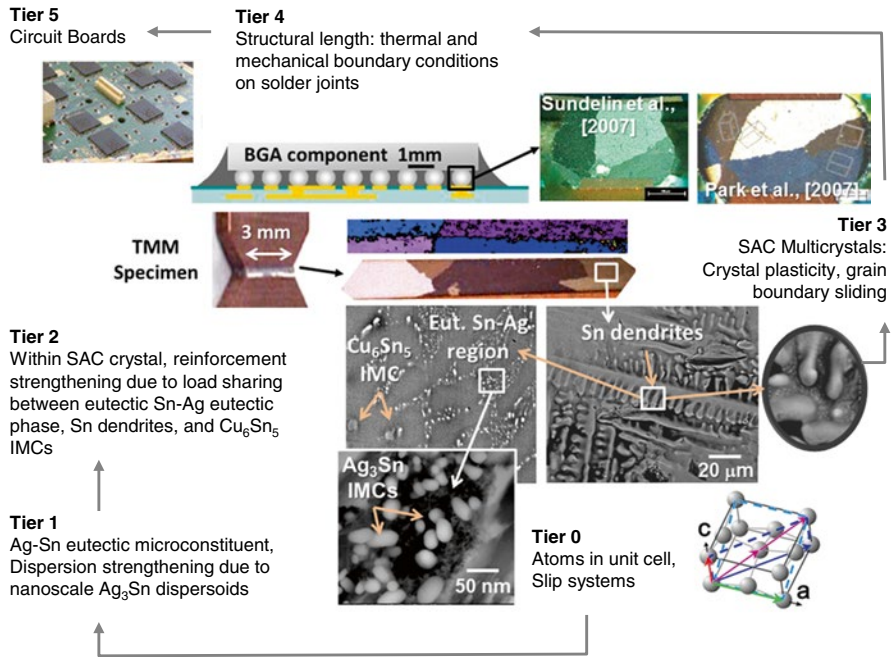 Tier 5
Circuit Boards
Tier 4
Structural length: thermal and
mechanical boundary conditions
on solder joints
Sundelin et al.,
[2007]
Park et al., [2007]
BGA component 1mm
TMM
Specimen
3 mm
Tier 3
SAC Multicrystals:
Crystal plasticity, grain
boundary sliding
Tier 2
Within SAC crystal, reinforcement
strengthening due to load sharing
between eutectic Sn-Ag eutectic
phase, Sn dendrites, and Cu₆Sn₅
IMCs
Cu₆Sn₅
IMC
Eut. Sn-Ag
region
Sn dendrites
20 μm
Ag₃Sn
IMCs
50 nm
Tier 1
Ag-Sn eutectic microconstituent,
Dispersion strengthening due to
nanoscale Ag₃Sn dispersoids
Tier 0
Atoms in unit cell,
Slip systems
c
a